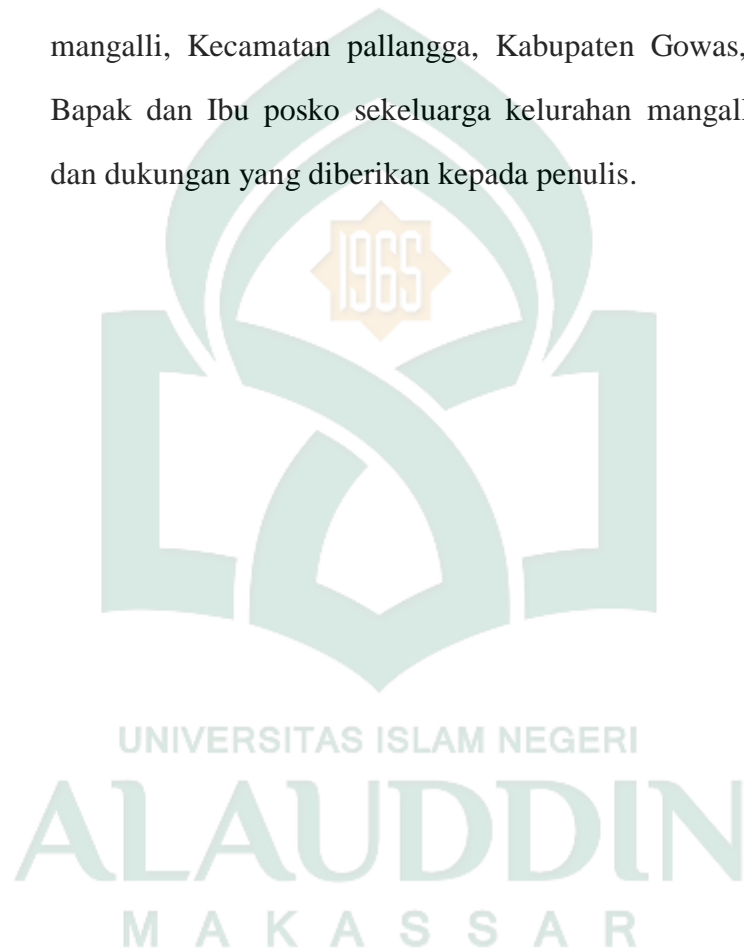 mangalli, Kecamatan pallangga, Kabupaten Gowas,
Bapak dan Ibu posko sekeluarga kelurahan mangall
dan dukungan yang diberikan kepada penulis.
1965
UNIVERSITAS ISLAM NEGERI
ALAUDDIN
MAKASSAR